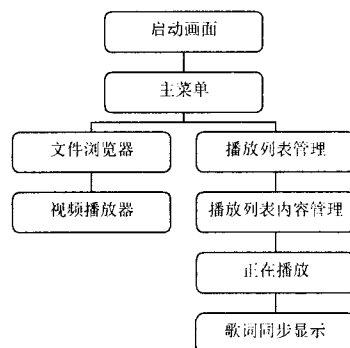 启动画面
主菜单
文件浏览器
播放列表管理
视频播放器
播放列表内容管理
正在播放
歌词同步显示